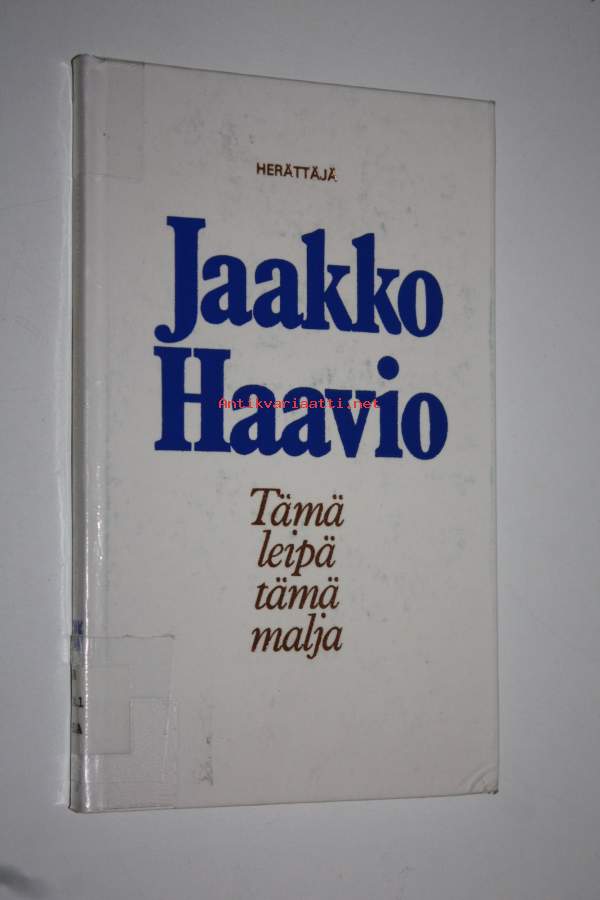 HERÄTTÄJÄ
Jaakko
Haavio
Antikvariaatti.net
Tämä
leipä
tämä
malja